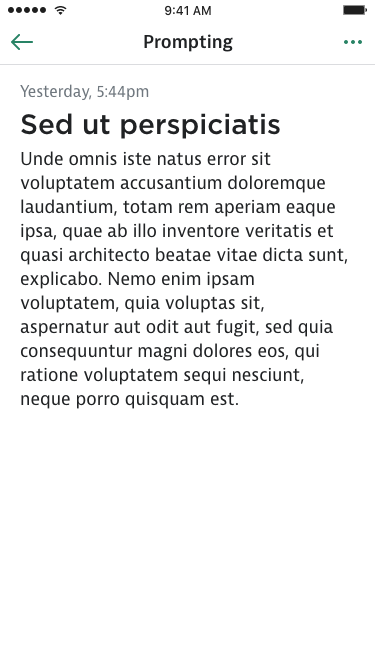 9:41 AM
Prompting
Yesterday, 5:44pm
Sed ut perspiciatis
Unde omnis iste natus error sit
voluptatem accusantium doloremque
laudantium, totam rem aperiam eaque
ipsa, quae ab illo inventore veritatis et
quasi architecto beatae vitae dicta sunt,
explicabo. Nemo enim ipsam
voluptatem, quia voluptas sit,
aspernatur aut odit aut fugit, sed quia
consequuntur magni dolores eos, qui
ratione voluptatem sequi nesciunt,
neque porro quisquam est.